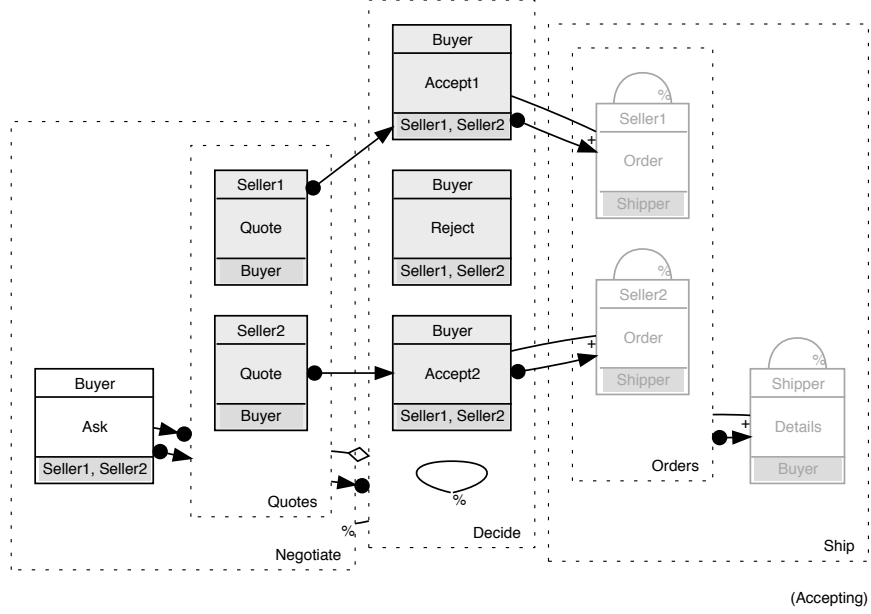 Buyer
Accept1
Seller1, Seller2
%
Seller1
+
Order
Shipper
Seller1
Quote
Buyer
Buyer
Reject
Seller1, Seller2
%
Seller2
+
Order
Shipper
Seller2
Quote
Buyer
Buyer
Accept2
Seller1, Seller2
Buyer
Ask
Seller1, Seller2
%
Shipper
+
Details
Buyer
Orders
Quotes
%
%
Decide
Negotiate
Ship
(Accepting)